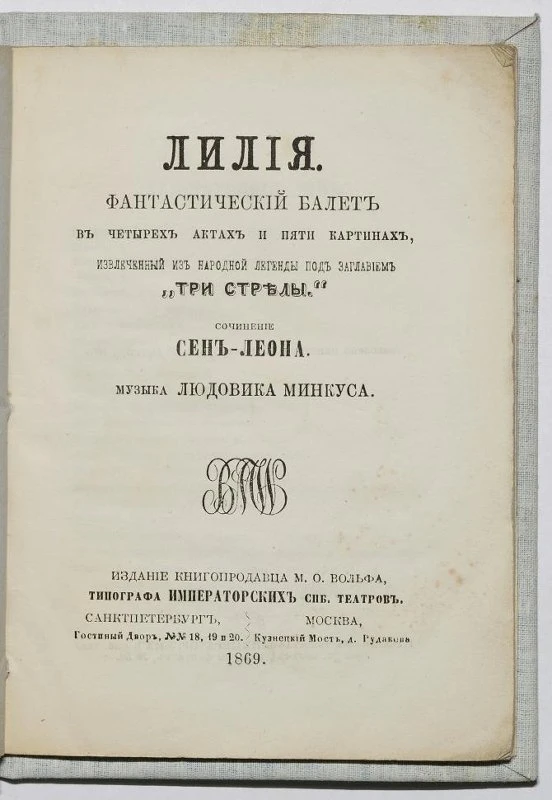 ЛИЛІЯ.
ФАНТАСТИЧЕСКІЙ БАЛЕТЪ
ВЪ ЧЕТЫРЕХЪ АКТАХЪ И ПЯТИ КАРТИНАХЪ,
ИЗВЛЕЧЕННЫЙ ИЗЪ НАРОДНОЙ ЛЕГЕНДЫ ПОДЪ ЗАГЛАВІЕМЪ
„ТРИ СТРѢЛЫ.“
СОЧИНЕНІЕ
СЕНЪ-ЛЕОНА.
МУЗЫКА ЛЮДОВИКА МИНКУСА.
ИЗДАНІЕ КНИГОПРОДАВЦА М. О. ВОЛЬФА,
ТИПОГРАФА ИМПЕРАТОРСКИХЪ СПБ. ТЕАТРОВЪ.
САНКТПЕТЕРБУРГЪ, МОСКВА,
Гостиный Дворъ, №№ 18, 19 и 20. Кузнецкій Мостъ, д. Рудакова
1869.